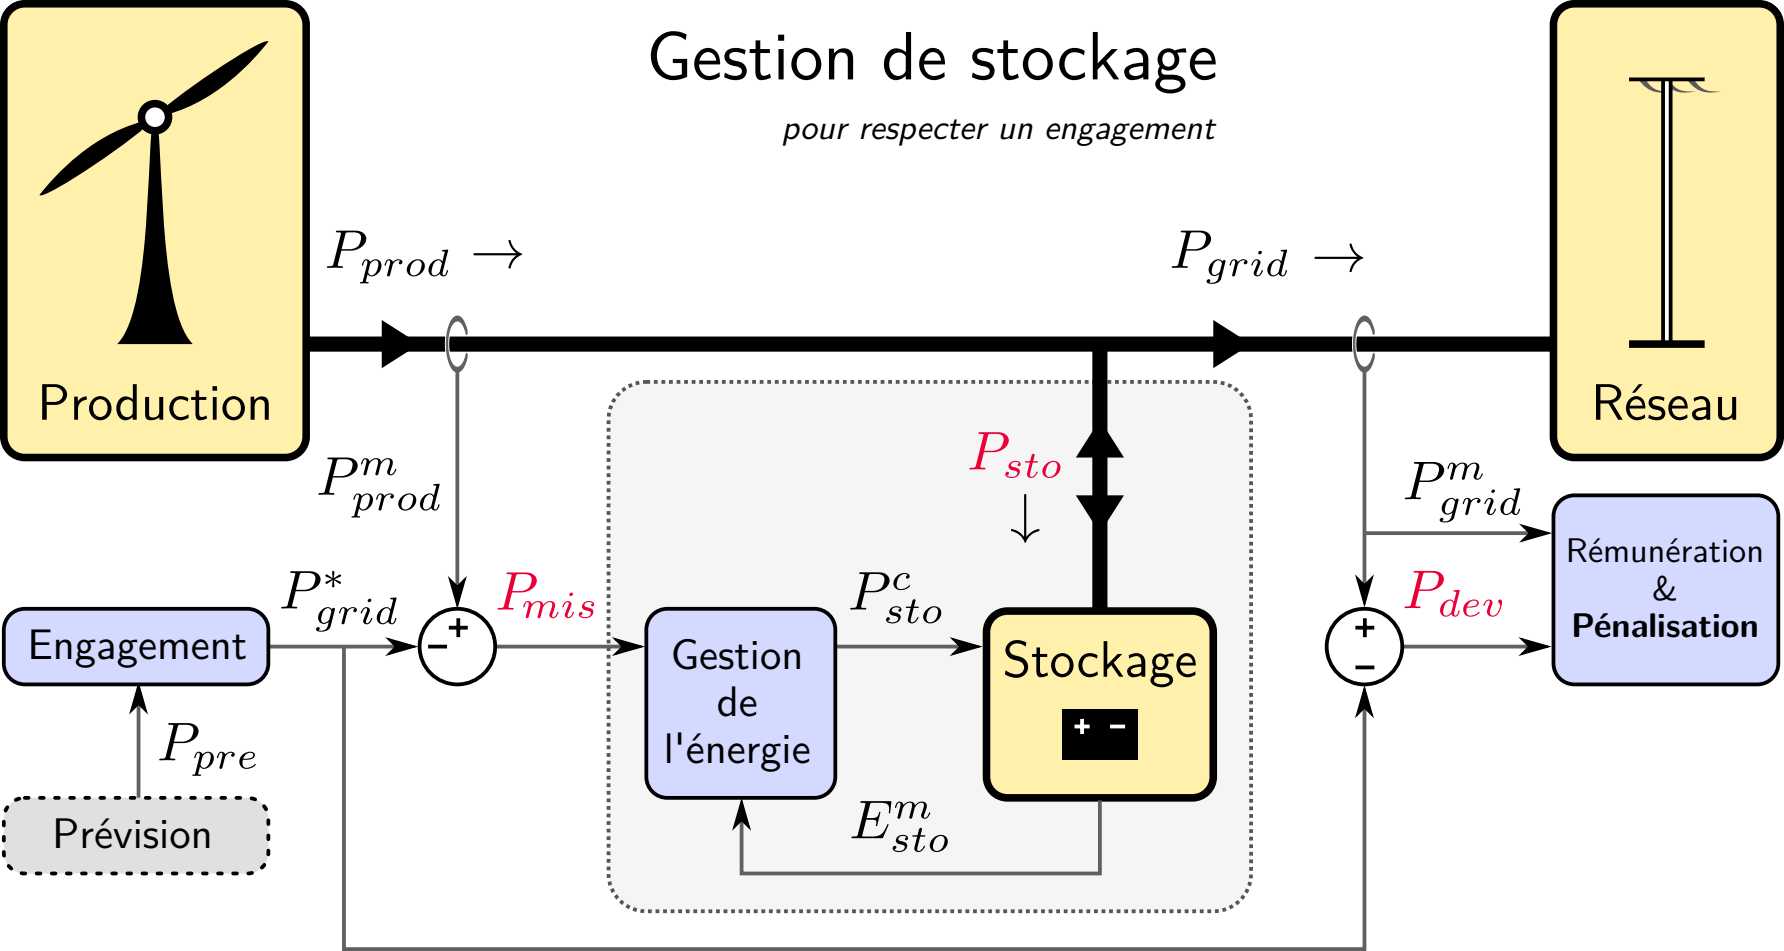 Gestion de stockage
pour respecter un engagement
P_prod →
P_grid →
Production
Réseau
P_sto
↓
P^m_prod
P^m_grid
Rémunération
&
Pénalisation
P*_grid
P_mis
P^c_sto
P_dev
Engagement
+
−
Gestion
de
l'énergie
Stockage
+ −
+
−
P_pre
E^m_sto
Prévision